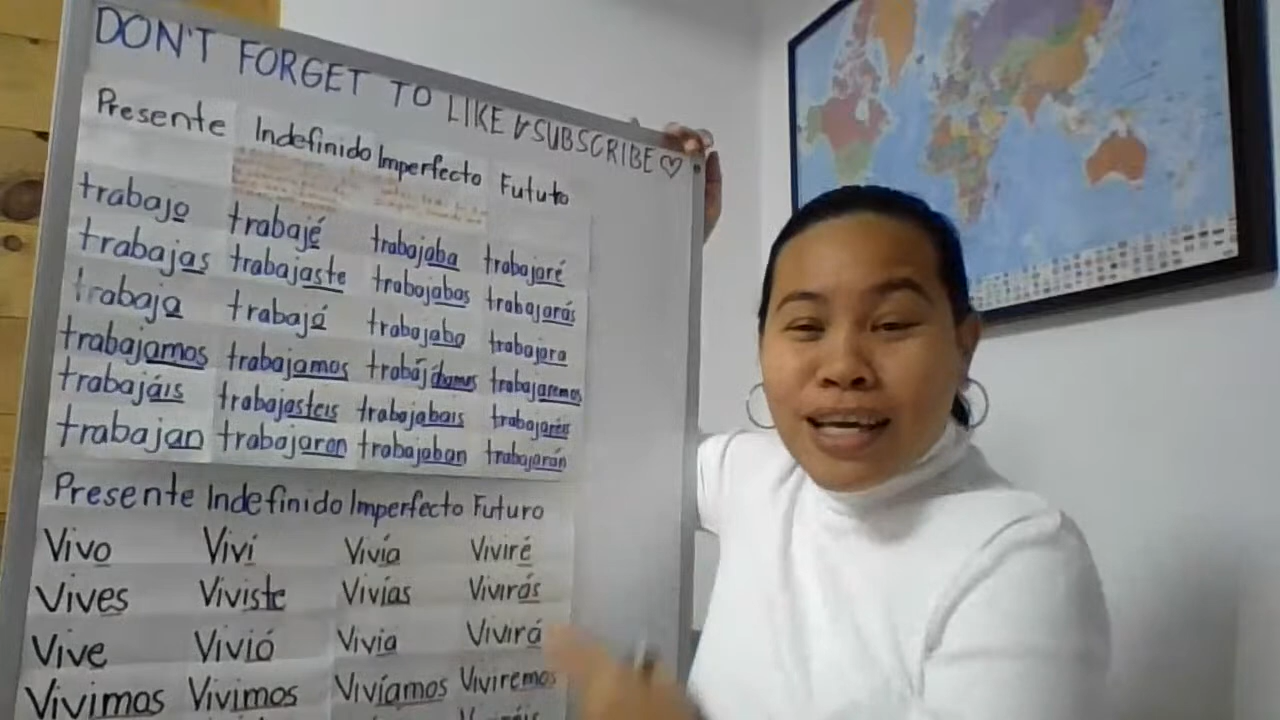 DON'T FORGET TO LIKE & SUBSCRIBE♡
Presente Indefinido Imperfecto Fututo
trabajo trabajé trabajaba trabajaré
trabajas trabajaste trabajabas trabajarás
trabaja trabajó trabajaba trabajara
trabajamos trabajamos trabájábamos trabajaremos
trabajáis trabajasteis trabajabais trabajaréis
trabajan trabajaron trabajaban trabajarán
Presente Indefinido Imperfecto Futuro
Vivo Viví Vivía Viviré
Vives Viviste Vivías Vivirás
Vive Vivió Vivia Vivirá
Vivimos Vivimos Vivíamos Viviremos